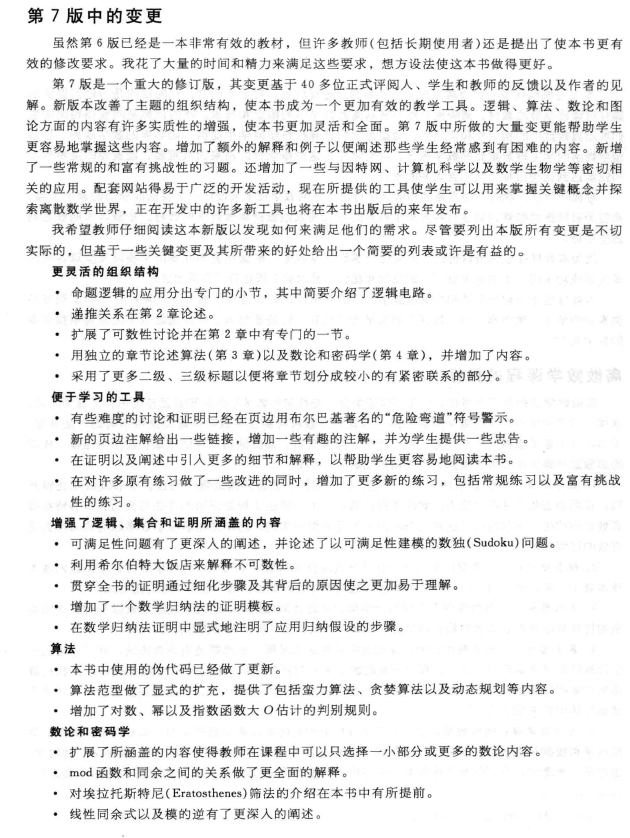 第 7 版中的变更
虽然第 6 版已经是一本非常有效的教材，但许多教师(包括长期使用者)还是提出了使本书更有
效的修改要求。我花了大量的时间和精力来满足这些要求，想方设法使这本书做得更好。
第 7 版是一个重大的修订版，其变更基于 40 多位正式评阅人、学生和教师的反馈以及作者的见
解。新版本改善了主题的组织结构，使本书成为一个更加有效的教学工具。逻辑、算法、数论和图
论方面的内容有许多实质性的增强，使本书更加灵活和全面。第 7 版中所做的大量变更能帮助学生
更容易地掌握这些内容。增加了额外的解释和例子以便阐述那些学生经常感到有困难的内容。新增
了一些常规的和富有挑战性的习题。还增加了一些与因特网、计算机科学以及数学生物学等密切相
关的应用。配套网站得易于广泛的开发活动，现在所提供的工具使学生可以用来掌握关键概念并探
索离散数学世界，正在开发中的许多新工具也将在本书出版后的来年发布。
我希望教师仔细阅读这本新版以发现如何来满足他们的需求。尽管要列出本版所有变更是不切
实际的，但基于一些关键变更及其所带来的好处给出一个简要的列表或许是有益的。
更灵活的组织结构
• 命题逻辑的应用分出专门的小节，其中简要介绍了逻辑电路。
• 递推关系在第 2 章论述。
• 扩展了可数性讨论并在第 2 章中有专门的一节。
• 用独立的章节论述算法(第 3 章)以及数论和密码学(第 4 章)，并增加了内容。
• 采用了更多二级、三级标题以便将章节划分成较小的有紧密联系的部分。
便于学习的工具
• 有些难度的讨论和证明已经在页边用布尔巴基著名的“危险弯道”符号警示。
• 新的页边注解给出一些链接，增加一些有趣的注解，并为学生提供一些忠告。
• 在证明以及阐述中引入更多的细节和解释，以帮助学生更容易地阅读本书。
• 在对许多原有练习做了一些改进的同时，增加了更多新的练习，包括常规练习以及富有挑战
性的练习。
增强了逻辑、集合和证明所涵盖的内容
• 可满足性问题有了更深入的阐述，并论述了以可满足性建模的数独(Sudoku)问题。
• 利用希尔伯特大饭店来解释不可数性。
• 贯穿全书的证明通过细化步骤及其背后的原因使之更加易于理解。
• 增加了一个数学归纳法的证明模板。
• 在数学归纳法证明中显式地注明了应用归纳假设的步骤。
算法
• 本书中使用的伪代码已经做了更新。
• 算法范型做了显式的扩充，提供了包括蛮力算法、贪婪算法以及动态规划等内容。
• 增加了对数、幂以及指数函数大 O 估计的判别规则。
数论和密码学
• 扩展了所涵盖的内容使得教师在课程中可以只选择一小部分或更多的数论内容。
• mod 函数和同余之间的关系做了更全面的解释。
• 对埃拉托斯特尼(Eratosthenes)筛法的介绍在本书中有所提前。
• 线性同余式以及模的逆有了更深入的阐述。